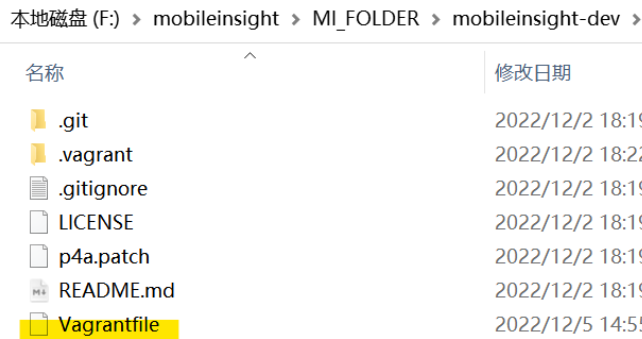 本地磁盘 (F:) > mobileinsight > MI_FOLDER > mobileinsight-dev >
名称 修改日期
.git 2022/12/2 18:19
.vagrant 2022/12/2 18:22
.gitignore 2022/12/2 18:19
LICENSE 2022/12/2 18:19
p4a.patch 2022/12/2 18:19
README.md 2022/12/2 18:19
Vagrantfile 2022/12/5 14:55